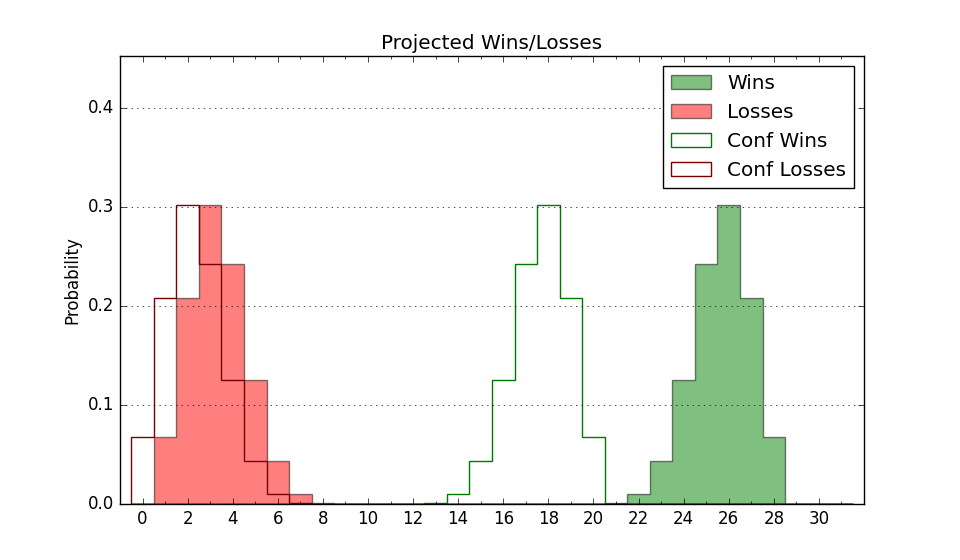 Projected Wins/Losses
Wins
Losses
Conf Wins
Conf Losses
Probability
0.4
0.3
0.2
0.1
0.0
0 2 4 6 8 10 12 14 16 18 20 22 24 26 28 30